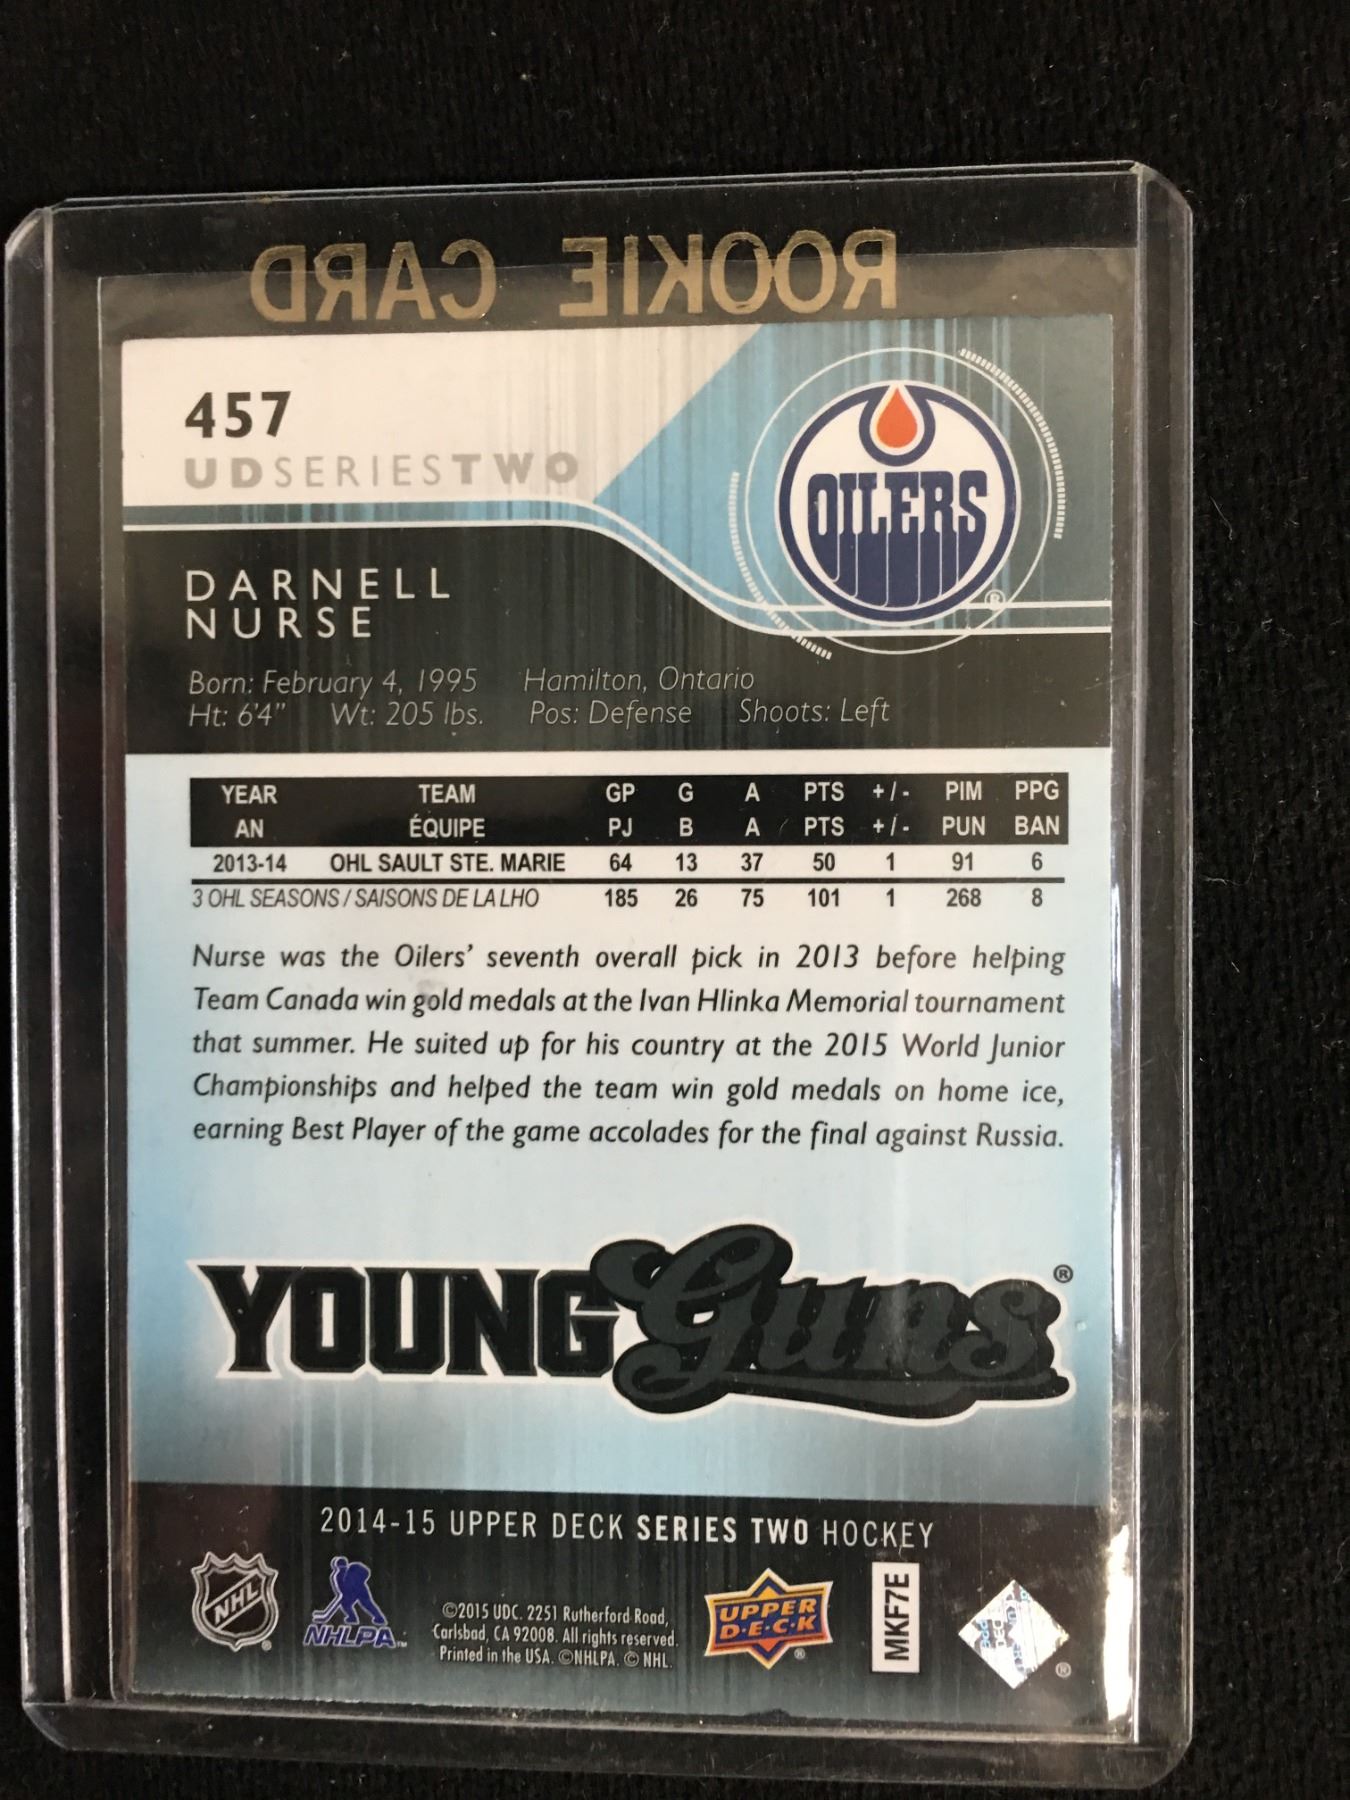 ROOKIE CARD
457
UD SERIES TWO
OILERS
®
DARNELL
NURSE
Born: February 4, 1995 Hamilton, Ontario
Ht: 6'4" Wt: 205 lbs. Pos: Defense Shoots: Left
YEAR TEAM GP G A PTS +/- PIM PPG
AN ÉQUIPE PJ B A PTS +/- PUN BAN
2013-14 OHL SAULT STE. MARIE 64 13 37 50 1 91 6
3 OHL SEASONS / SAISONS DE LA LHO 185 26 75 101 1 268 8
Nurse was the Oilers' seventh overall pick in 2013 before helping
Team Canada win gold medals at the Ivan Hlinka Memorial tournament
that summer. He suited up for his country at the 2015 World Junior
Championships and helped the team win gold medals on home ice,
earning Best Player of the game accolades for the final against Russia.
YOUNG Guns®
2014-15 UPPER DECK SERIES TWO HOCKEY
NHL ®
NHLPA™
©2015 UDC. 2251 Rutherford Road,
Carlsbad, CA 92008. All rights reserved.
Printed in the USA. ©NHLPA. © NHL.
UPPER
D·E·C·K ®
MKF7E
®